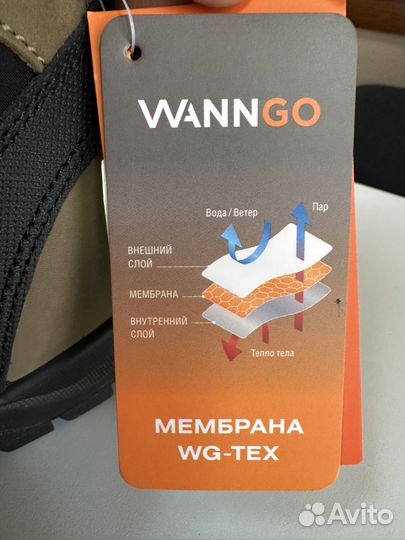 WANNGO
Вода / Ветер
Пар
ВНЕШНИЙ
СЛОЙ
МЕМБРАНА
ВНУТРЕННИЙ
СЛОЙ
Тепло тела
МЕМБРАНА
WG-TEX
Avito